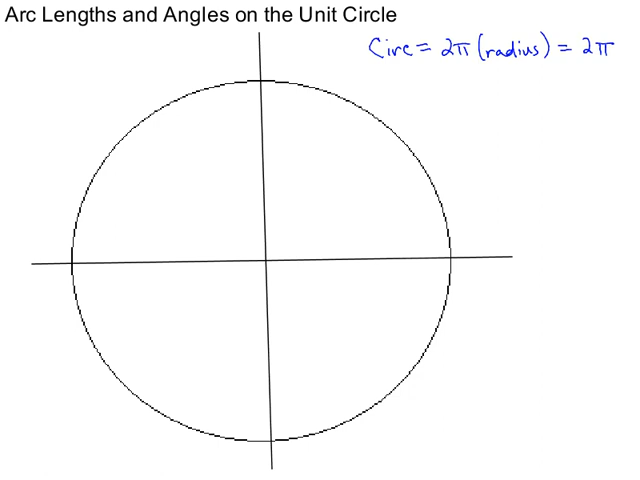 Arc Lengths and Angles on the Unit Circle
Circ = 2π (radius) = 2π